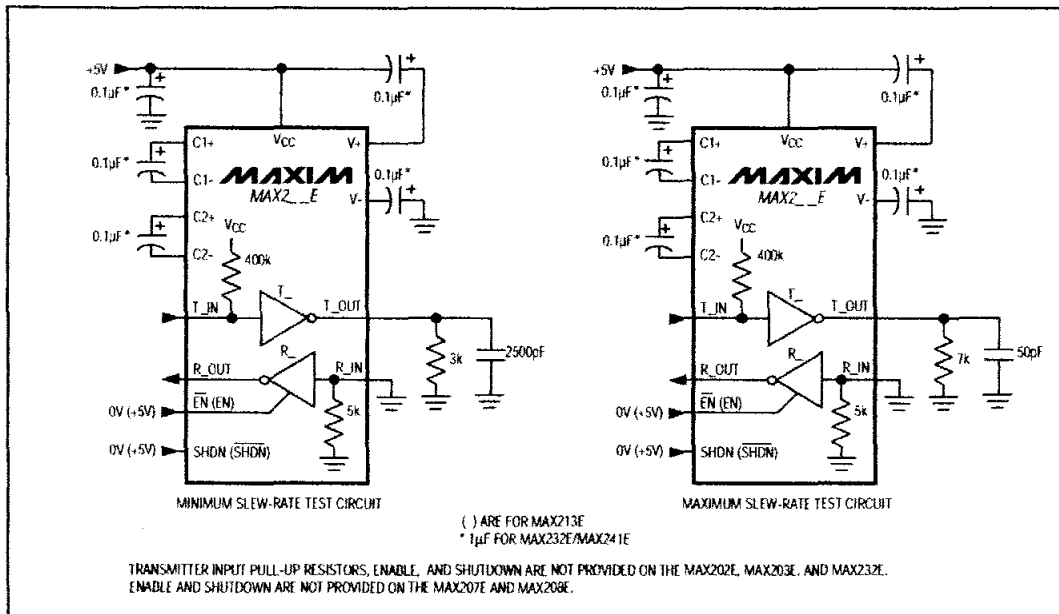 +5V
0.1µF*
0.1µF*
C1+
VCC
V+
0.1µF*
C1-
MAXIM
MAX2_ _E
0.1µF*
V-
C2+
0.1µF*
C2-
VCC
400k
T_IN
T_
T_OUT
3k
2500pF
R_OUT
R_
R_IN
0V (+5V)
EN (EN)
5k
0V (+5V)
SHDN (SHDN)
MINIMUM SLEW-RATE TEST CIRCUIT
+5V
0.1µF*
0.1µF*
C1+
VCC
V+
0.1µF*
C1-
MAXIM
MAX2_ _E
0.1µF*
V-
C2+
0.1µF*
C2-
VCC
400k
T_IN
T_
T_OUT
7k
50pF
R_OUT
R_
R_IN
0V (+5V)
EN (EN)
5k
0V (+5V)
SHDN (SHDN)
MAXIMUM SLEW-RATE TEST CIRCUIT
( ) ARE FOR MAX213E
* 1µF FOR MAX232E/MAX241E
TRANSMITTER INPUT PULL-UP RESISTORS, ENABLE, AND SHUTDOWN ARE NOT PROVIDED ON THE MAX202E, MAX203E, AND MAX232E.
ENABLE AND SHUTDOWN ARE NOT PROVIDED ON THE MAX207E AND MAX208E.